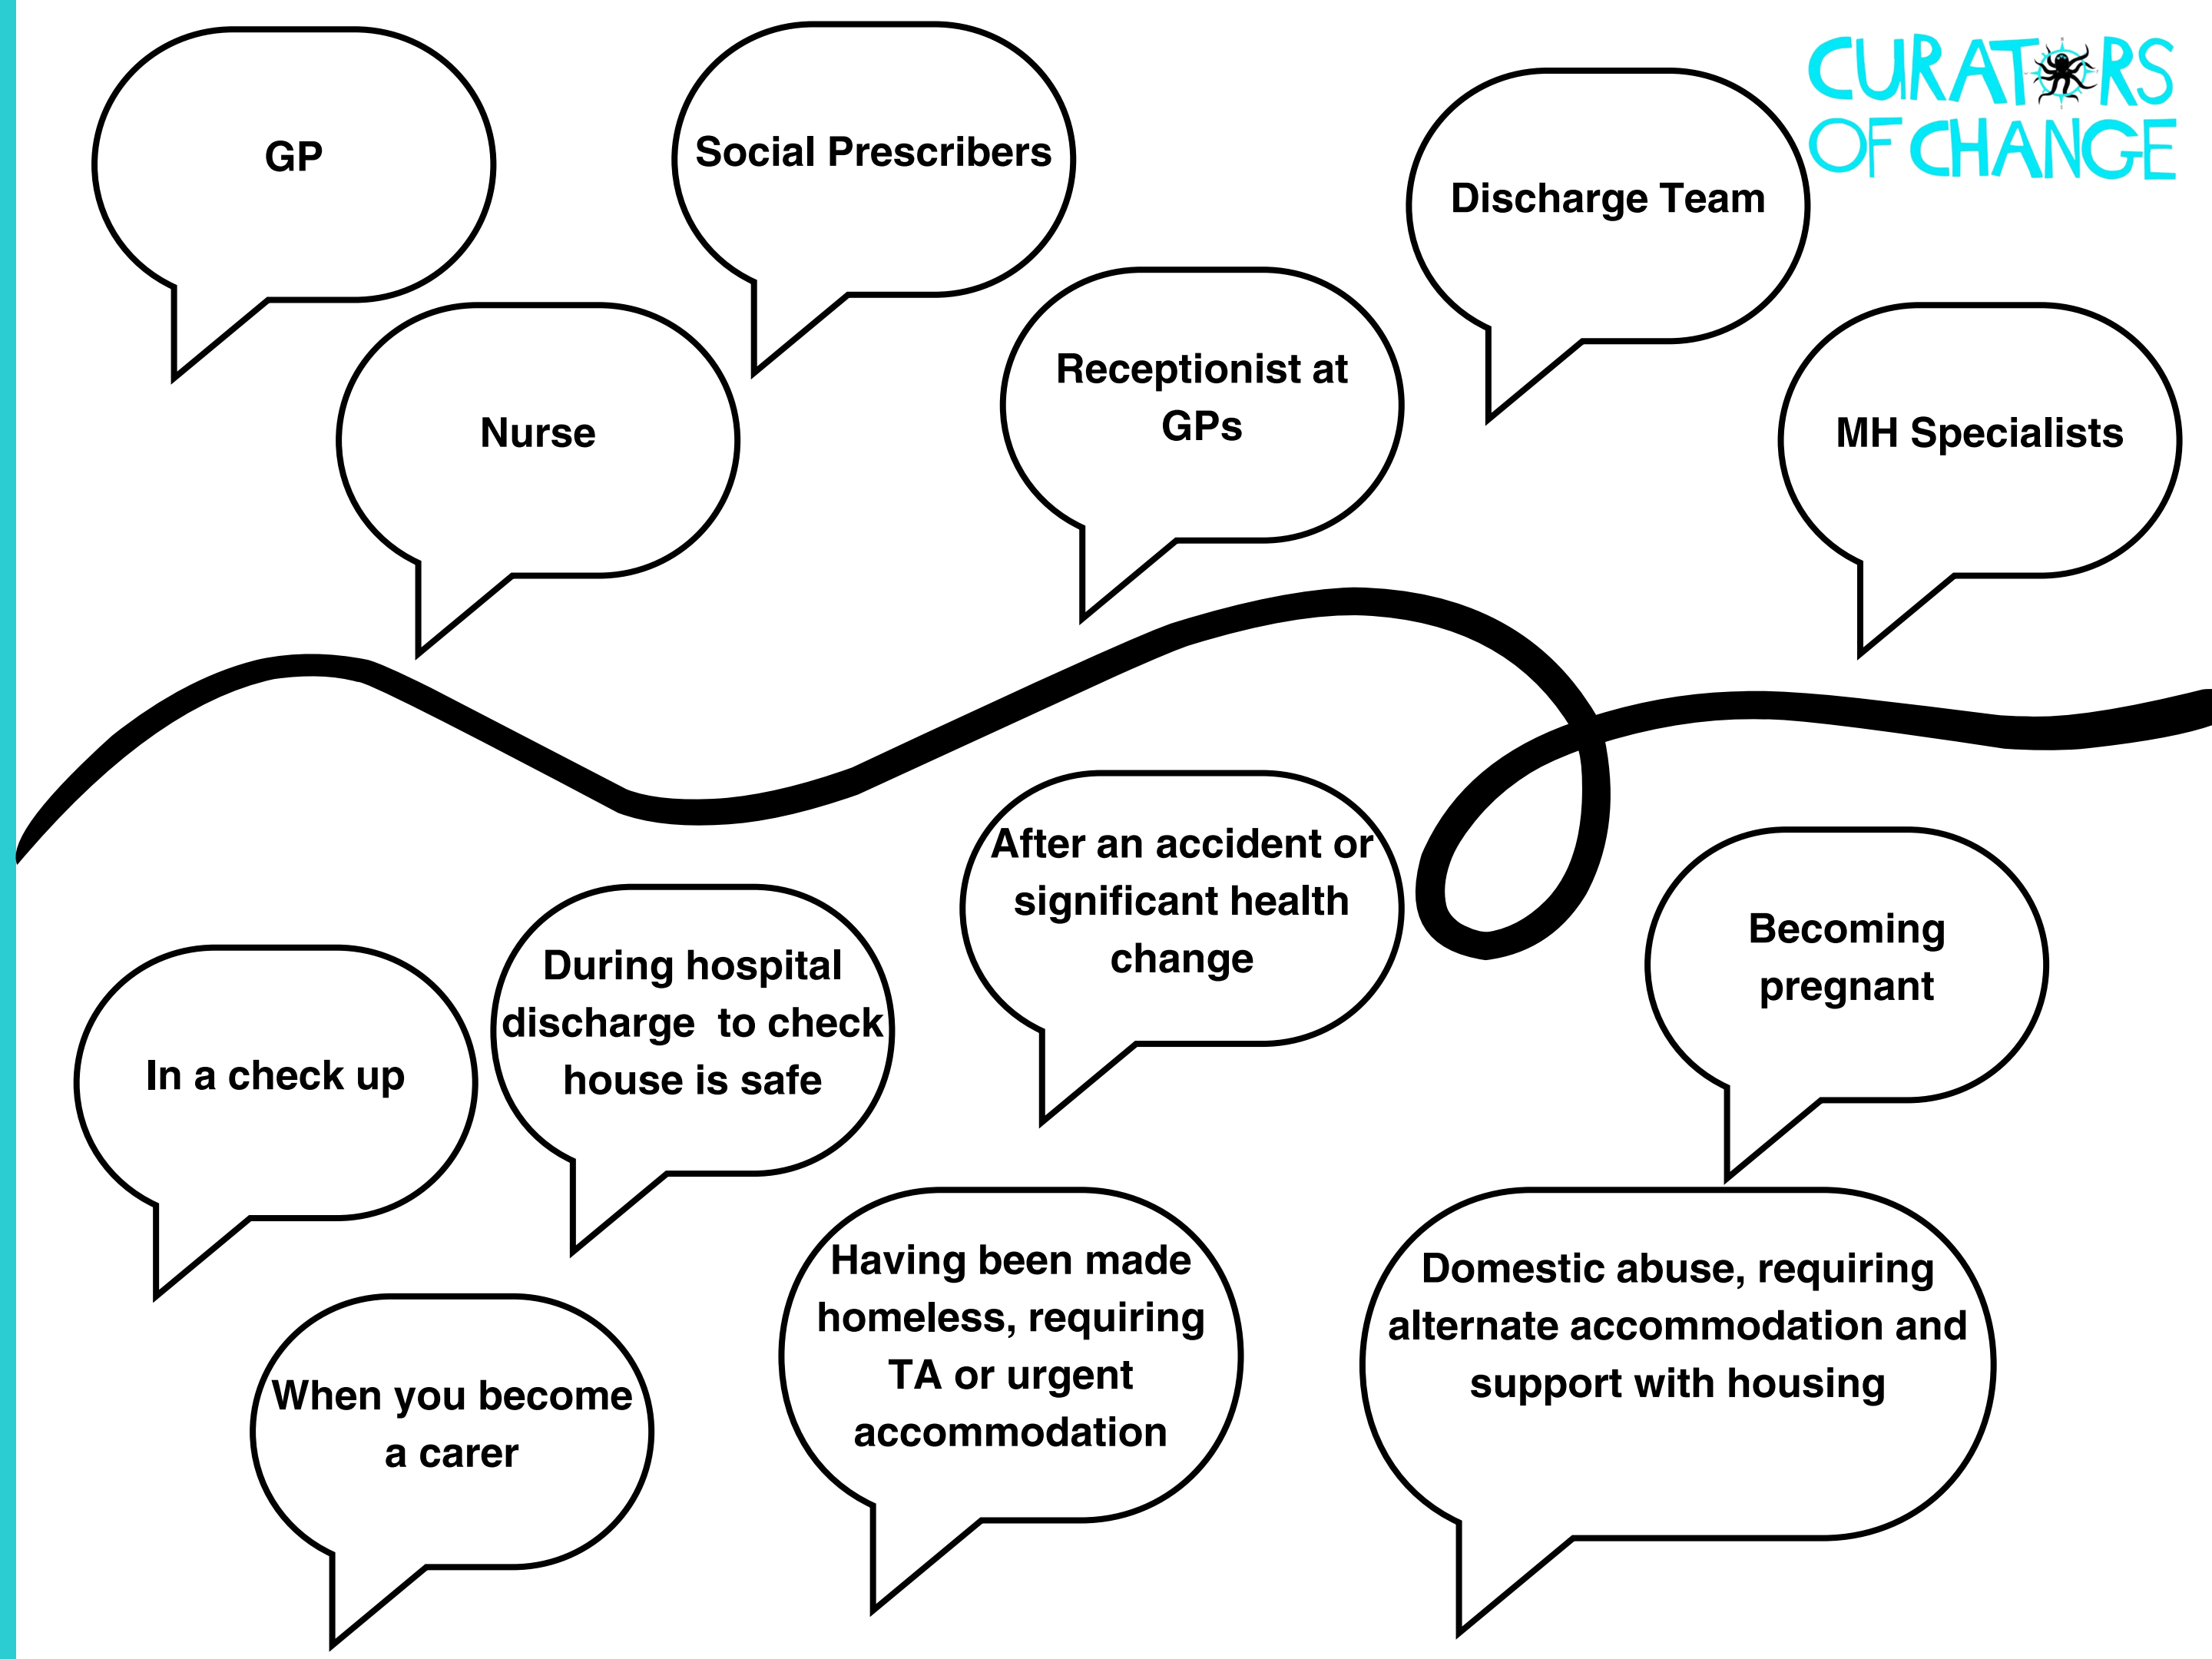 CURATORS
OF CHANGE
GP
Social Prescribers
Discharge Team
Nurse
Receptionist at
GPs
MH Specialists
After an accident or
significant health
change
Becoming
pregnant
During hospital
discharge  to check
house is safe
In a check up
When you become
a carer
Having been made
homeless, requiring
TA or urgent
accommodation
Domestic abuse, requiring
alternate accommodation and
support with housing